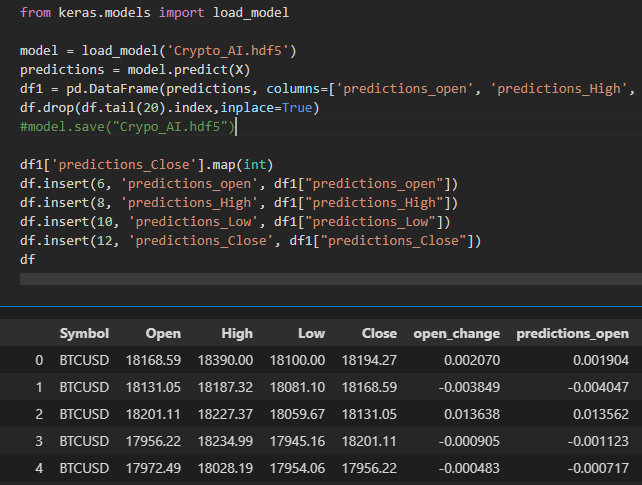 from keras.models import load_model
model = load_model('Crypto_AI.hdf5')
predictions = model.predict(X)
df1 = pd.DataFrame(predictions, columns=['predictions_open', 'predictions_High',
df.drop(df.tail(20).index,inplace=True)
#model.save("Crypo_AI.hdf5")
df1['predictions_Close'].map(int)
df.insert(6, 'predictions_open', df1["predictions_open"])
df.insert(8, 'predictions_High', df1["predictions_High"])
df.insert(10, 'predictions_Low', df1["predictions_Low"])
df.insert(12, 'predictions_Close', df1["predictions_Close"])
df
Symbol Open High Low Close open_change predictions_open
0 BTCUSD 18168.59 18390.00 18100.00 18194.27 0.002070 0.001904
1 BTCUSD 18131.05 18187.32 18081.10 18168.59 -0.003849 -0.004047
2 BTCUSD 18201.11 18227.37 18059.67 18131.05 0.013638 0.013562
3 BTCUSD 17956.22 18234.99 17945.16 18201.11 -0.000905 -0.001123
4 BTCUSD 17972.49 18028.19 17954.06 17956.22 -0.000483 -0.000717